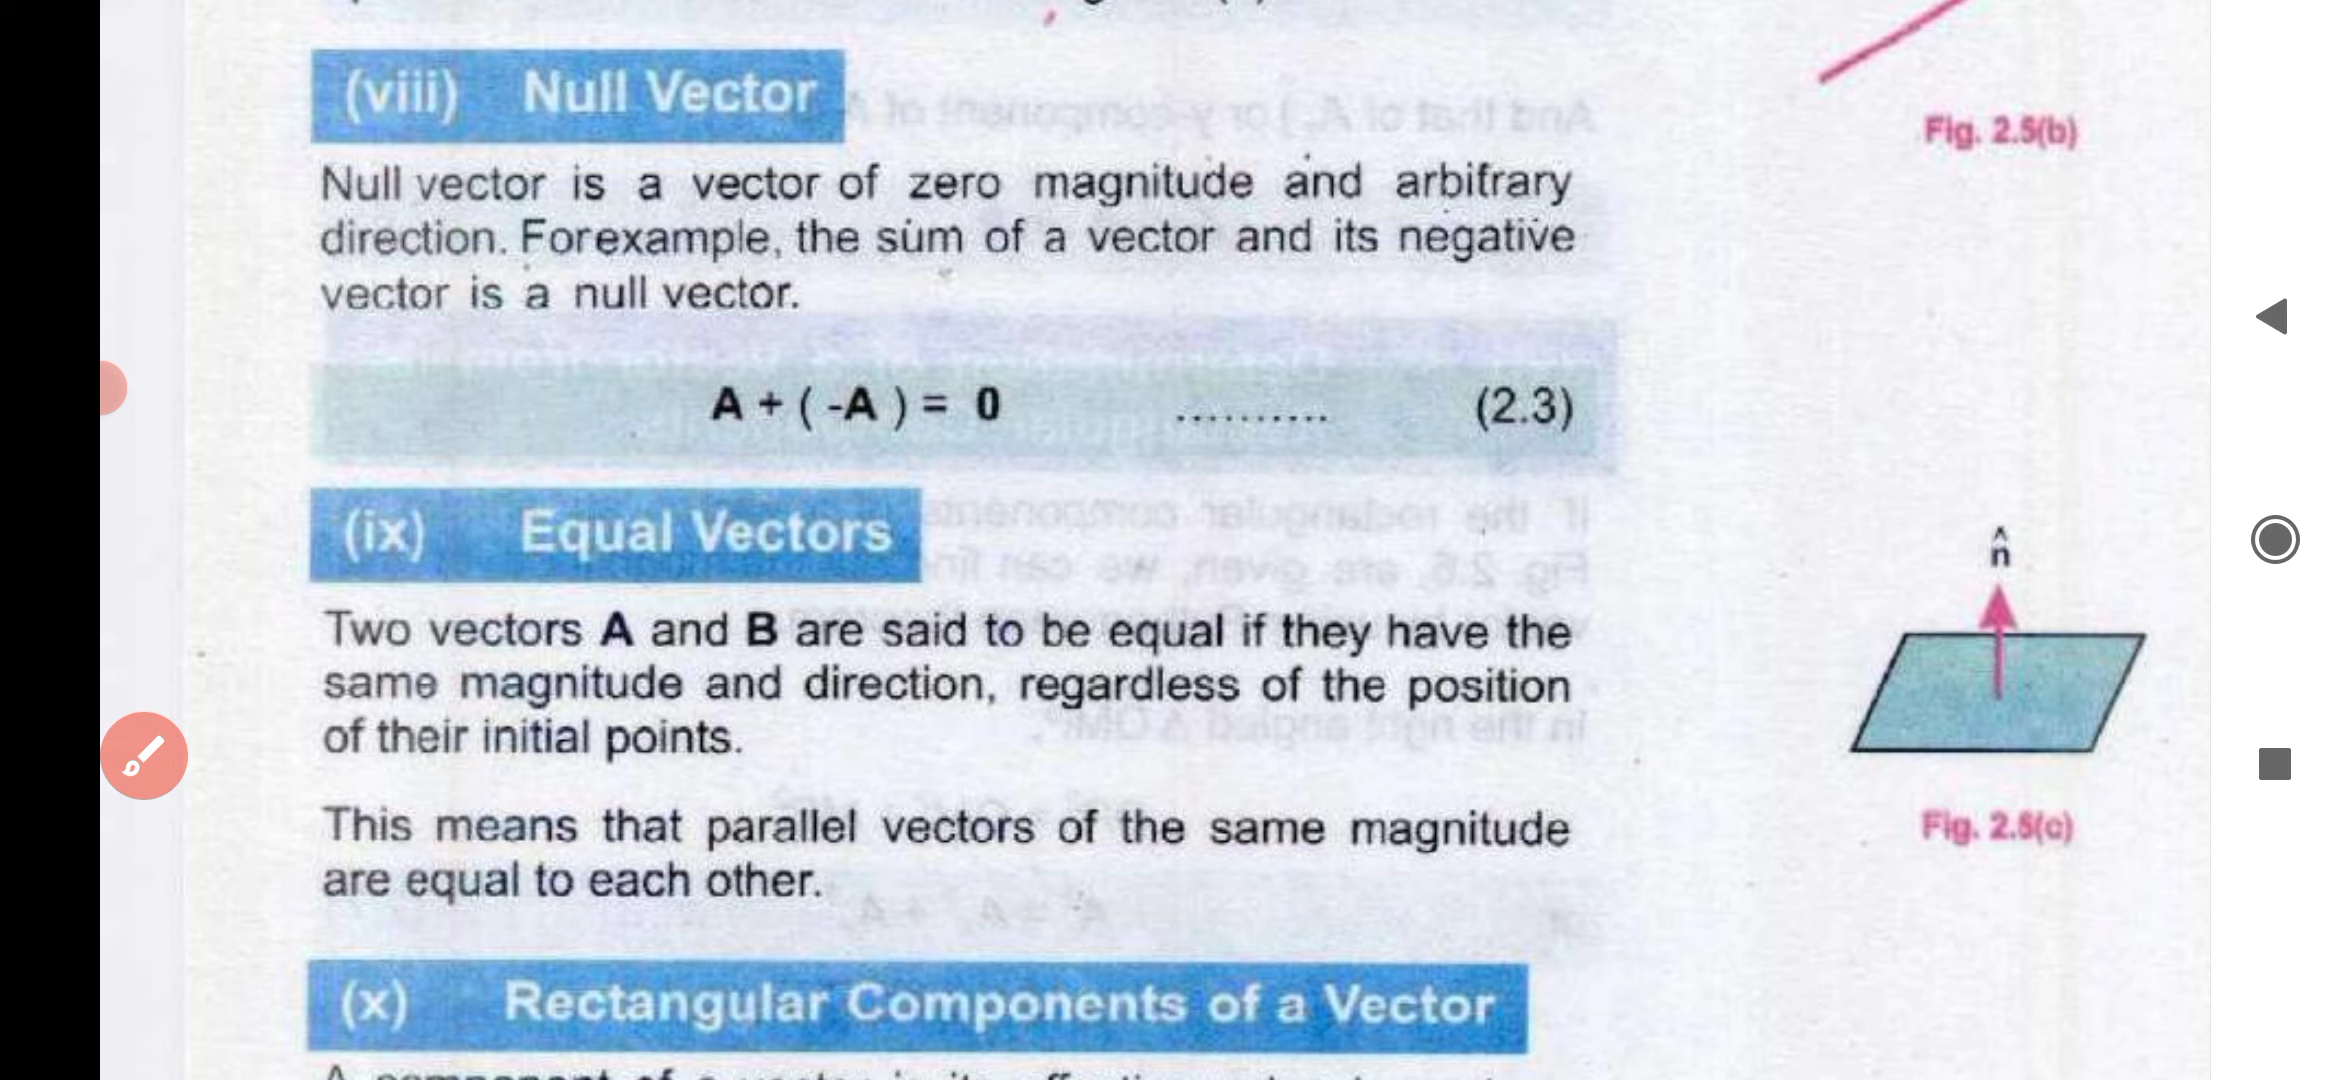 (viii) Null Vector
Fig. 2.5(b)
Null vector is a vector of zero magnitude and arbitrary
direction. Forexample, the sum of a vector and its negative
vector is a null vector.
A + ( -A ) = 0 .......... (2.3)
(ix) Equal Vectors
n̂
Two vectors A and B are said to be equal if they have the
same magnitude and direction, regardless of the position
of their initial points.
This means that parallel vectors of the same magnitude
are equal to each other.
Fig. 2.5(c)
(x) Rectangular Components of a Vector